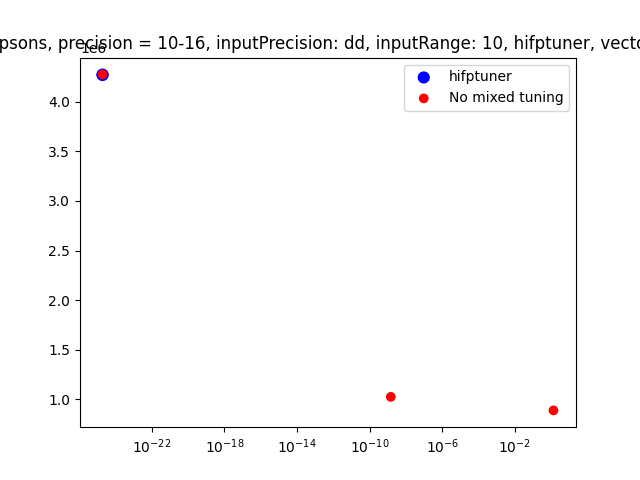 psons, precision = 10-16, inputPrecision: dd, inputRange: 10, hifptuner, vecto
1e6
hifptuner
No mixed tuning
4.0
3.5
3.0
2.5
2.0
1.5
1.0
10⁻²² 10⁻¹⁸ 10⁻¹⁴ 10⁻¹⁰ 10⁻⁶ 10⁻²